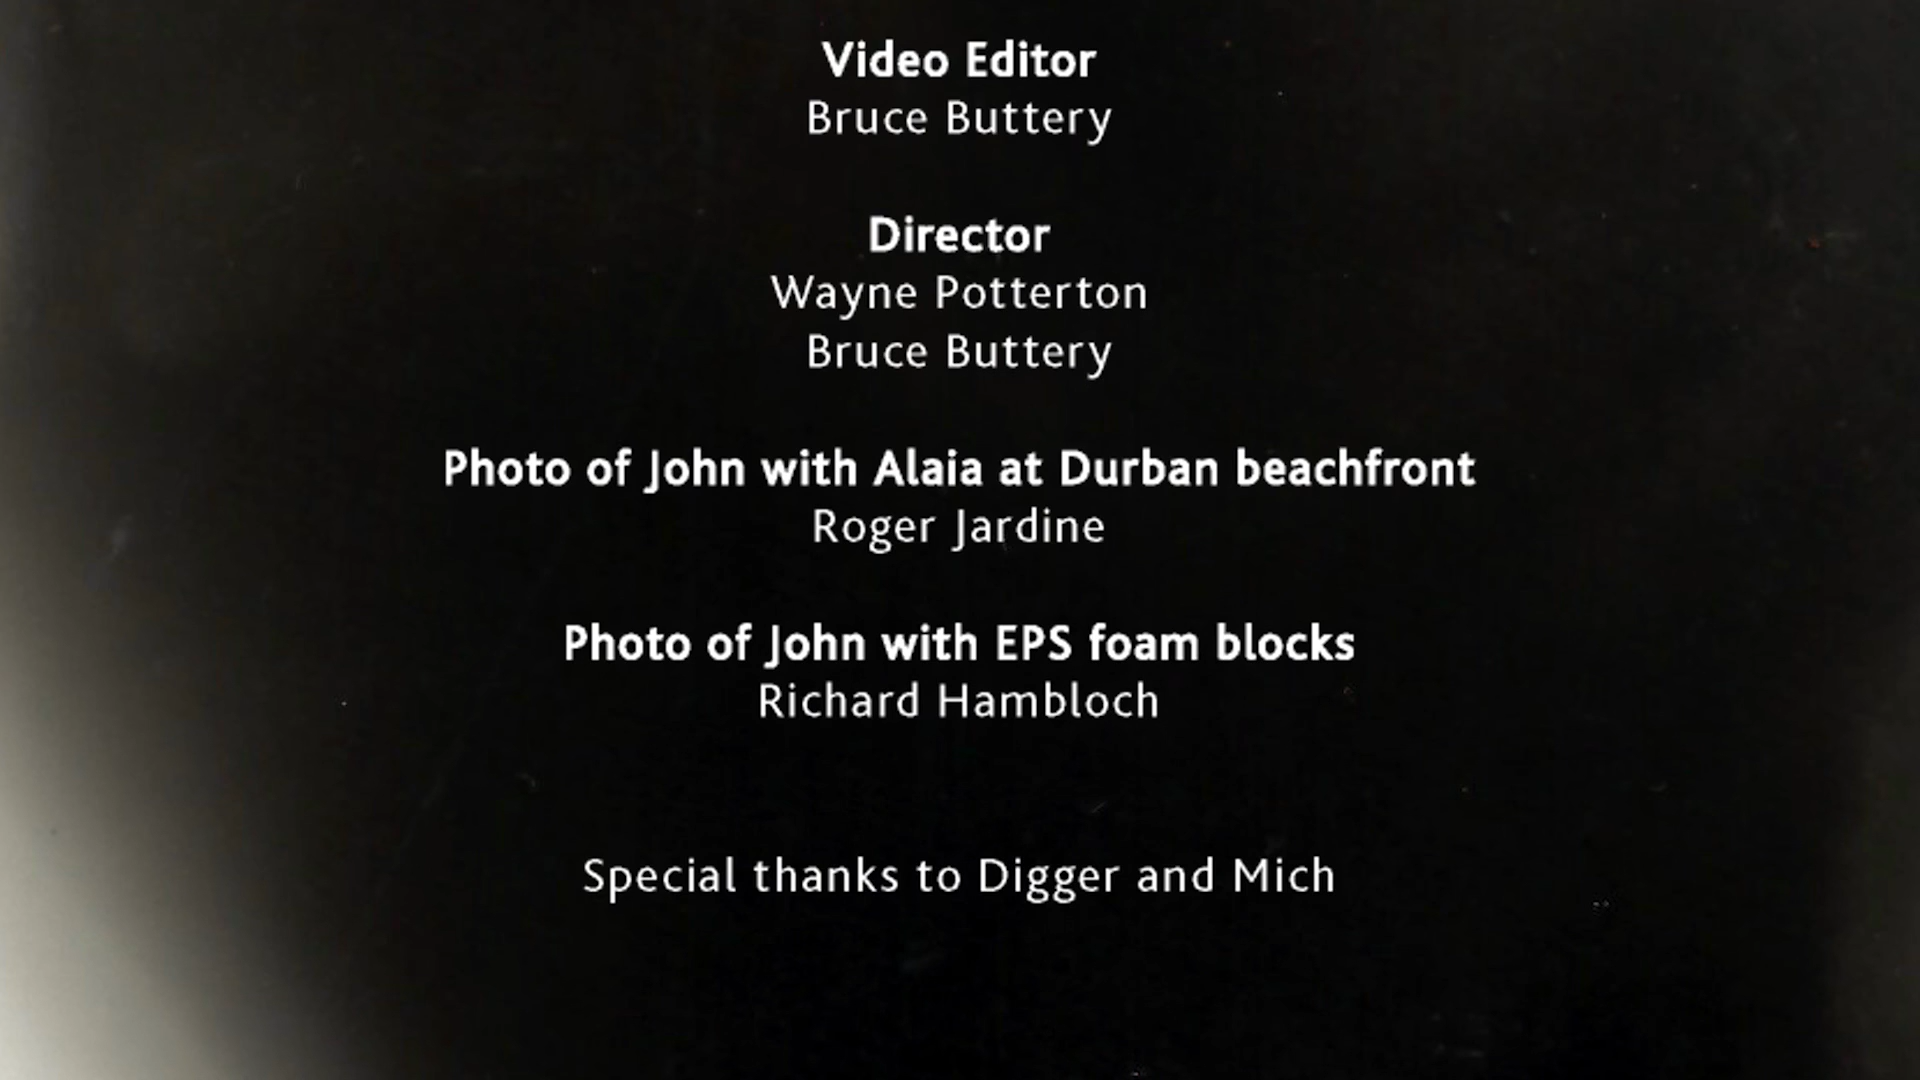 Video Editor
Bruce Buttery
Director
Wayne Potterton
Bruce Buttery
Photo of John with Alaia at Durban beachfront
Roger Jardine
Photo of John with EPS foam blocks
Richard Hambloch
Special thanks to Digger and Mich